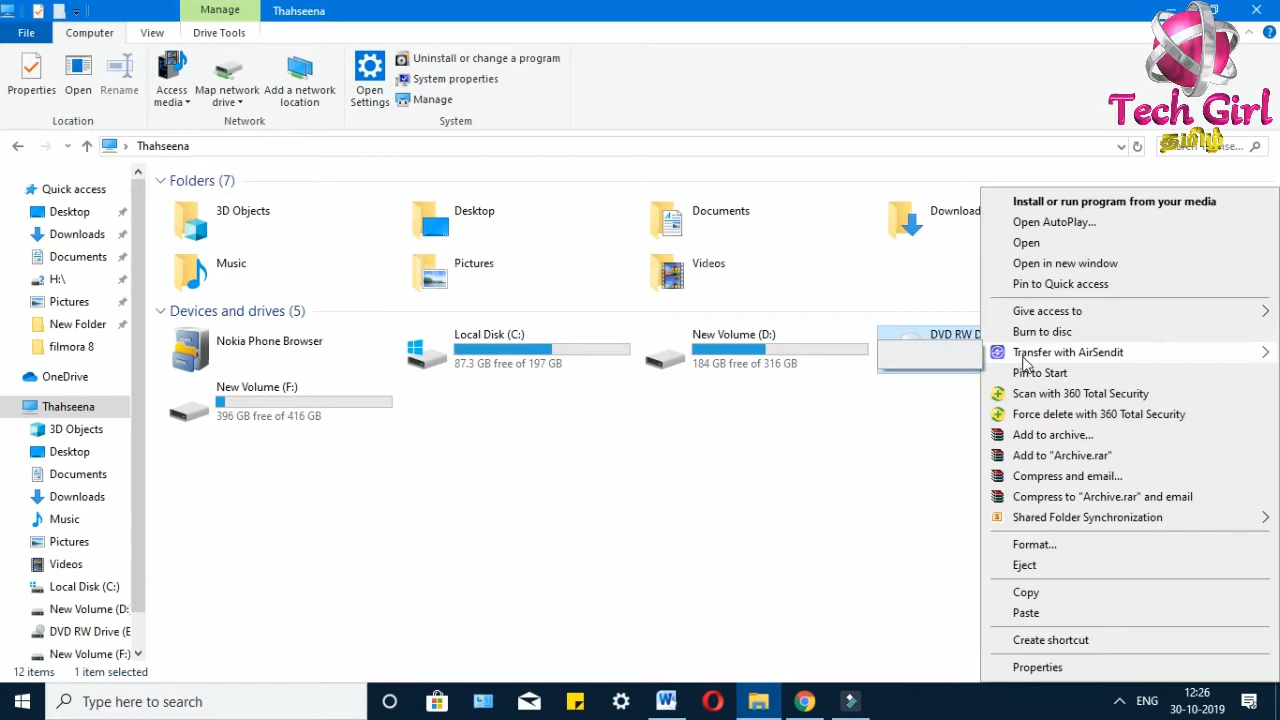 Manage
Thahseena
File
Computer
View
Drive Tools
Properties
Open
Rename
Access media
Map network drive
Add a network location
Open Settings
Uninstall or change a program
System properties
Manage
Location
Network
System
Tech Girl
தமிழ்
Thahseena
Quick access
Desktop
Downloads
Documents
H:\
Pictures
New Folder
filmora 8
OneDrive
Thahseena
3D Objects
Desktop
Documents
Downloads
Music
Pictures
Videos
Local Disk (C:)
New Volume (D:
DVD RW Drive (E
New Volume (F:)
Folders (7)
3D Objects
Desktop
Documents
Download
Music
Pictures
Videos
Devices and drives (5)
Nokia Phone Browser
Local Disk (C:)
87.3 GB free of 197 GB
New Volume (D:)
184 GB free of 316 GB
DVD RW D
New Volume (F:)
396 GB free of 416 GB
Install or run program from your media
Open AutoPlay...
Open
Open in new window
Pin to Quick access
Give access to
Burn to disc
Transfer with AirSendit
Pin to Start
Scan with 360 Total Security
Force delete with 360 Total Security
Add to archive...
Add to "Archive.rar"
Compress and email...
Compress to "Archive.rar" and email
Shared Folder Synchronization
Format...
Eject
Copy
Paste
Create shortcut
Properties
12 items
1 item selected
Type here to search
ENG
12:26
30-10-2019